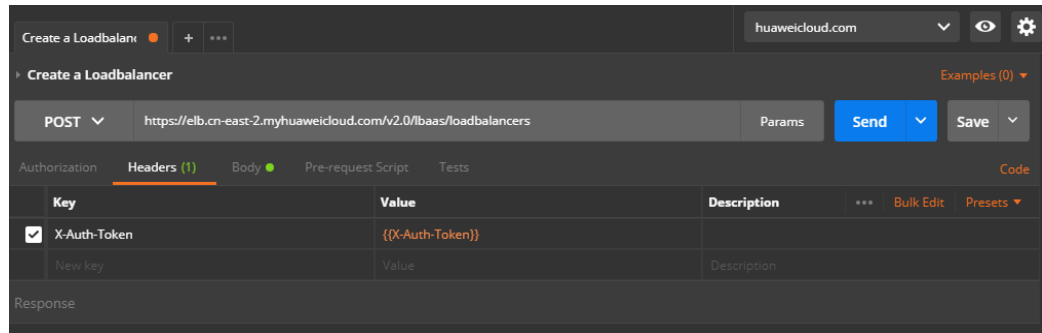 Create a Loadbalan + ••• huaweicloud.com
Create a Loadbalancer Examples (0)
POST https://elb.cn-east-2.myhuaweicloud.com/v2.0/lbaas/loadbalancers Params Send Save
Authorization Headers (1) Body Pre-request Script Tests Code
Key Value Description ••• Bulk Edit Presets
X-Auth-Token {{X-Auth-Token}}
New key Value Description
Response